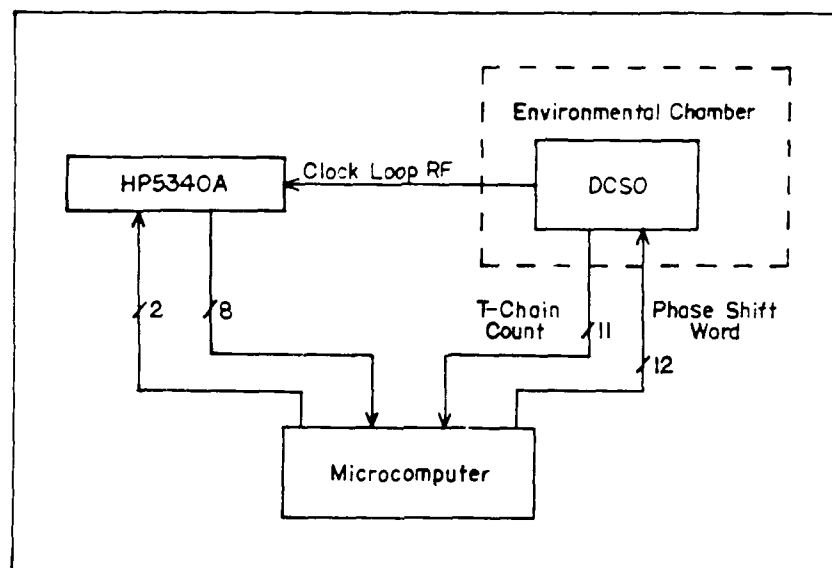 Environmental Chamber
HP5340A
Clock Loop RF
DCSO
2
8
T-Chain
Count
11
Phase Shift
Word
12
Microcomputer